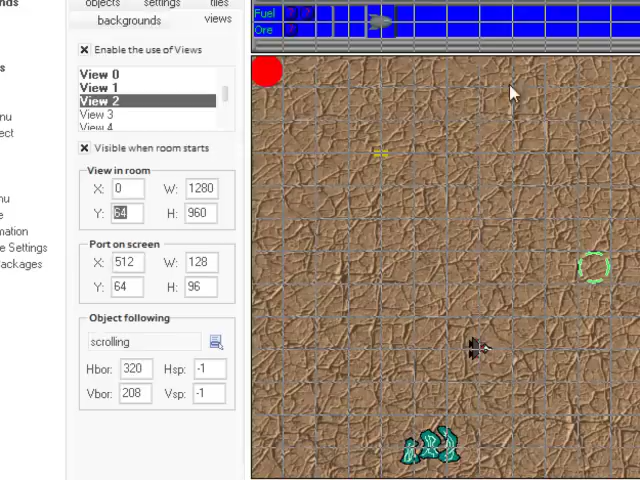 objects settings tiles
backgrounds views
Enable the use of Views
View 0
View 1
View 2
View 3
View 4
Visible when room starts
View in room
X: 0 W: 1280
Y: 64 H: 960
Port on screen
X: 512 W: 128
Y: 64 H: 96
Object following
scrolling
Hbor: 320 Hsp: -1
Vbor: 208 Vsp: -1
Fuel
Ore
nu
ect
nu
e
mation
e Settings
ackages